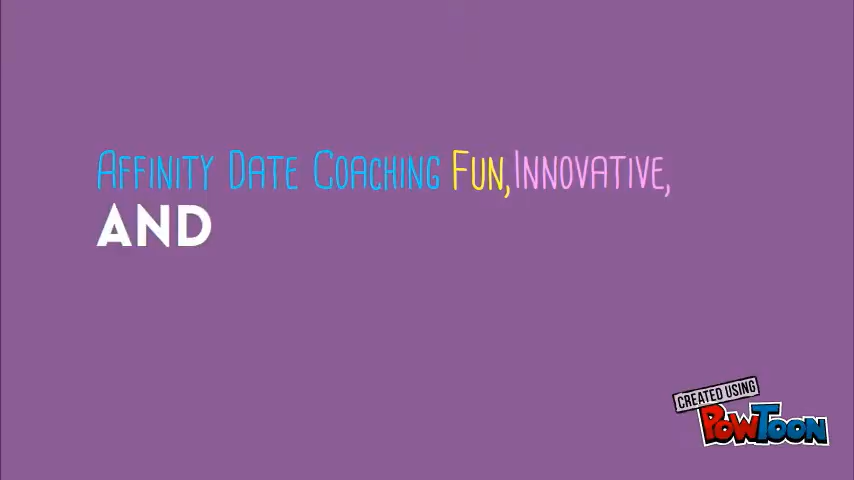 Affinity Date Coaching Fun,Innovative,
AND
CREATED USING
POWTOON